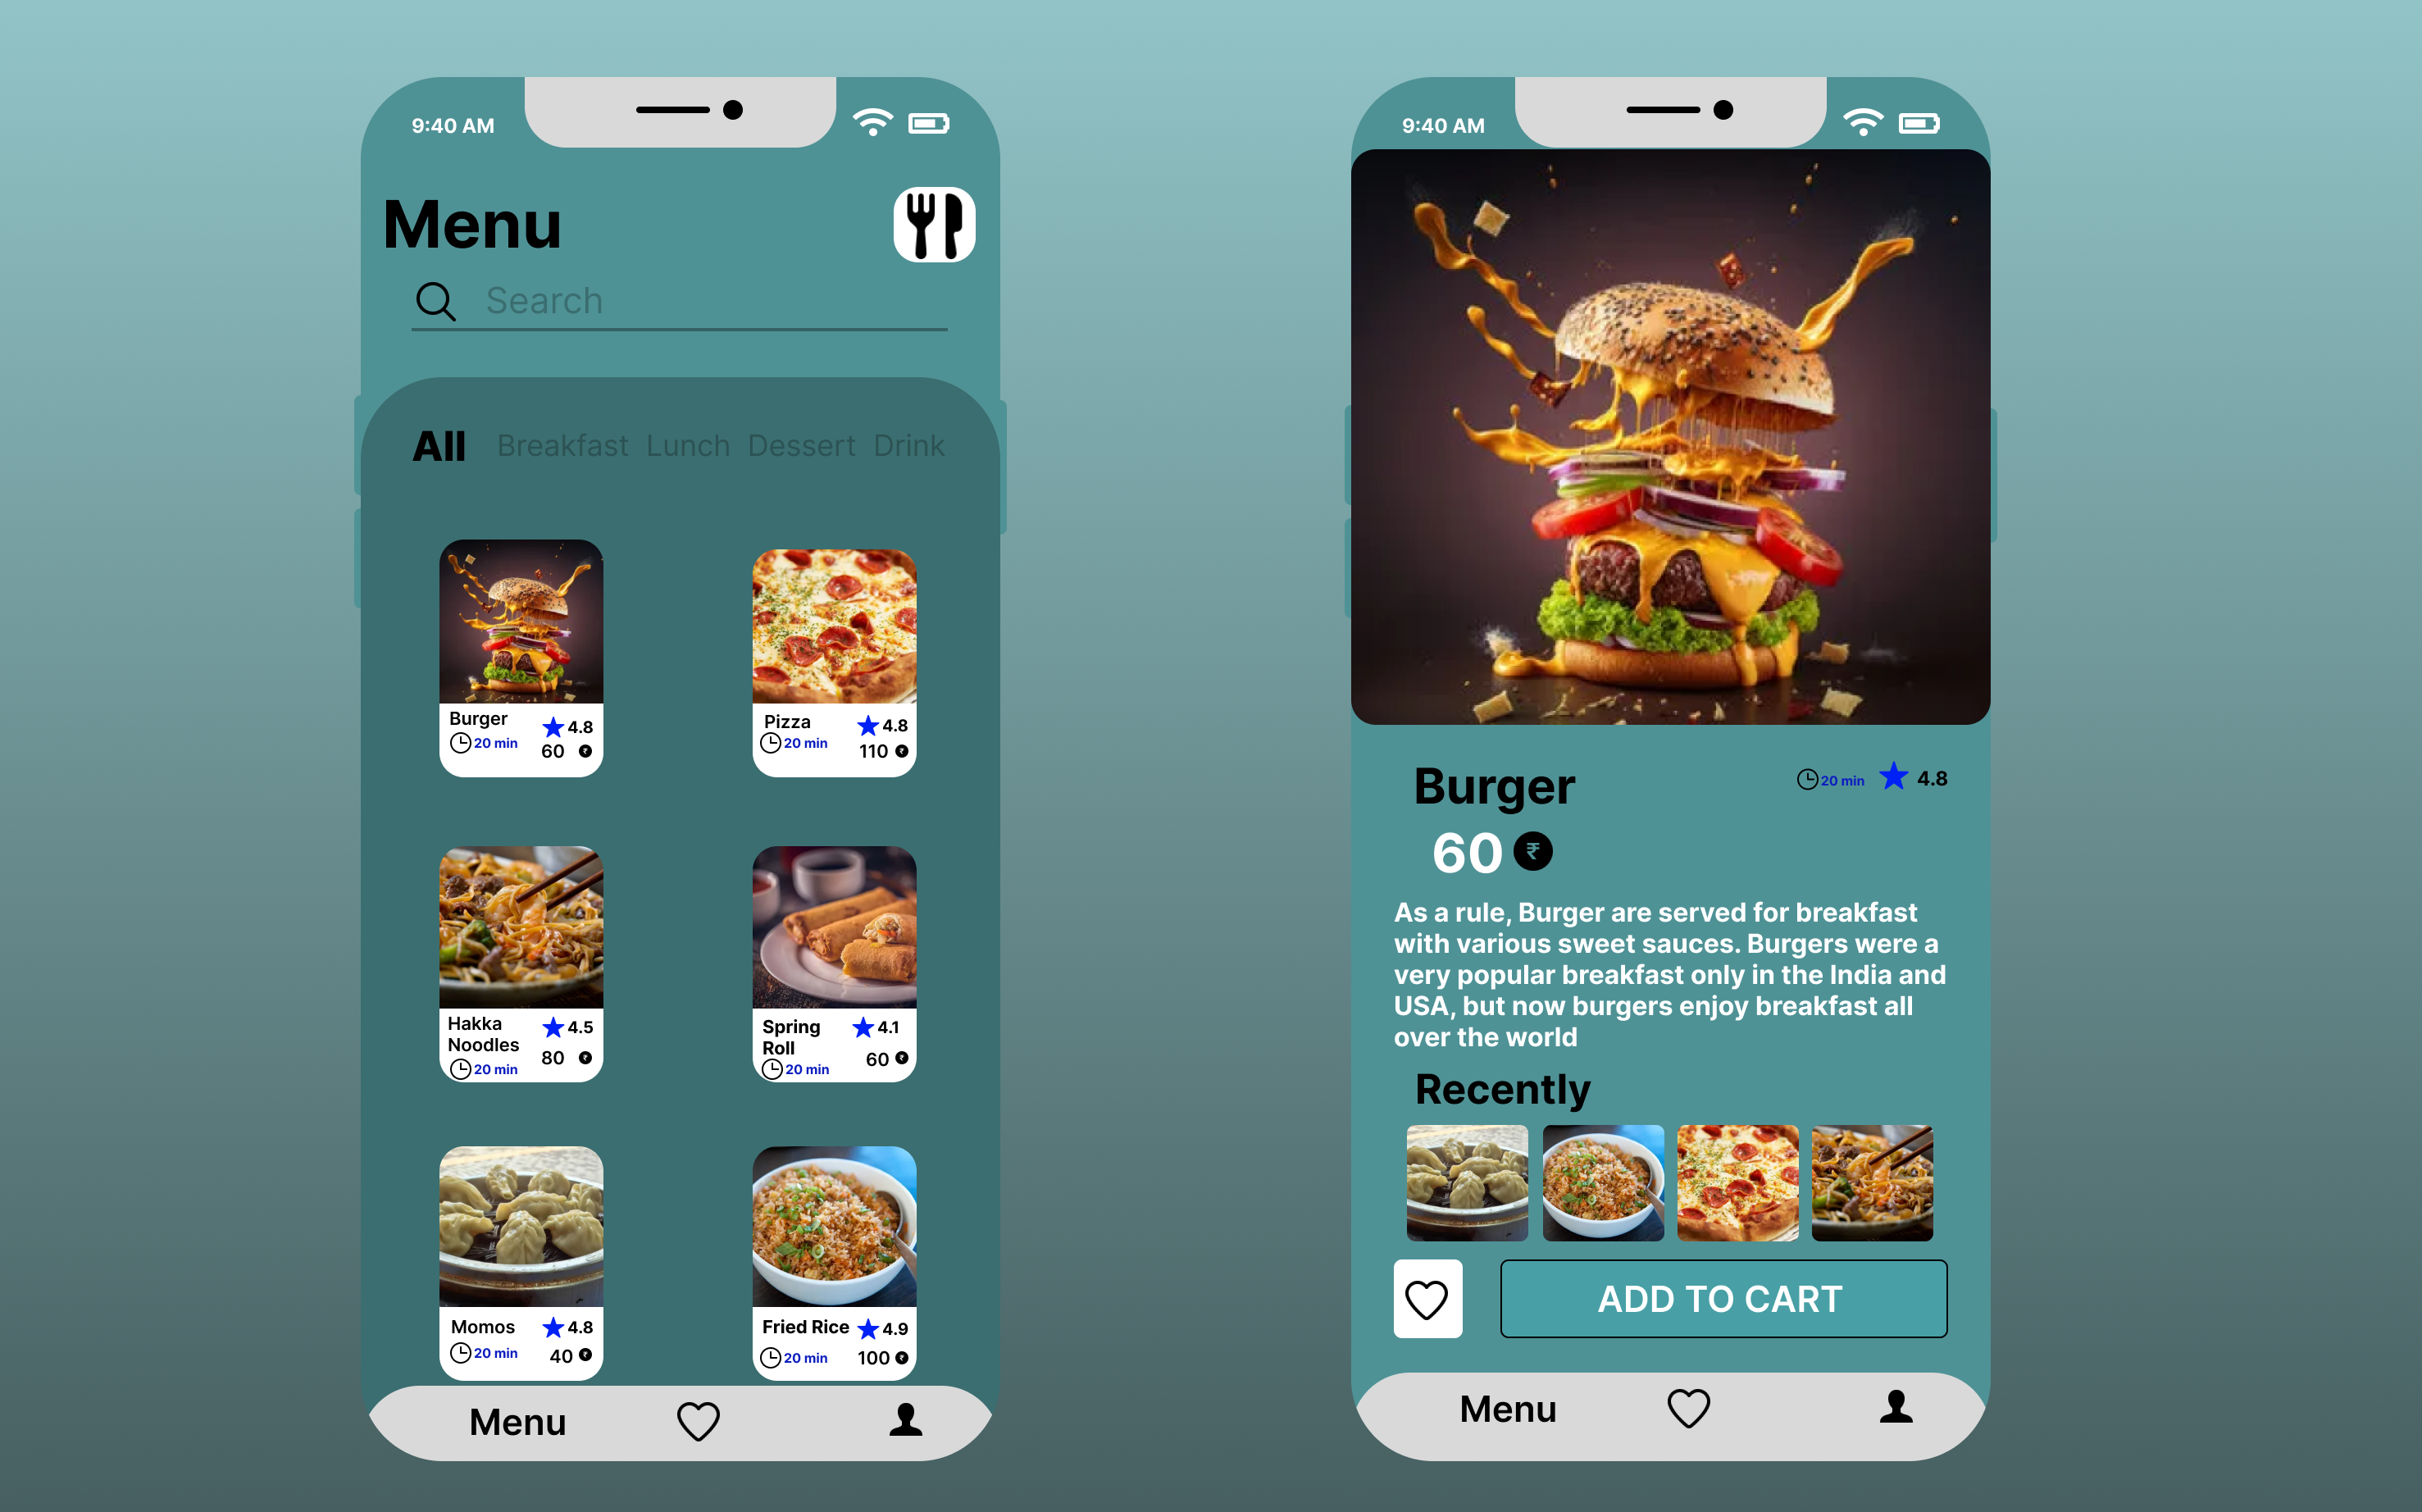 9:40 AM
Menu
Search
All Breakfast Lunch Dessert Drink
Burger
4.8
20 min
60 ₹
Pizza
4.8
20 min
110 ₹
Hakka
Noodles
4.5
20 min
80 ₹
Spring
Roll
4.1
20 min
60 ₹
Momos
4.8
20 min
40 ₹
Fried Rice
4.9
20 min
100 ₹
Menu
9:40 AM
Burger
20 min 4.8
60 ₹
As a rule, Burger are served for breakfast
with various sweet sauces. Burgers were a
very popular breakfast only in the India and
USA, but now burgers enjoy breakfast all
over the world
Recently
ADD TO CART
Menu